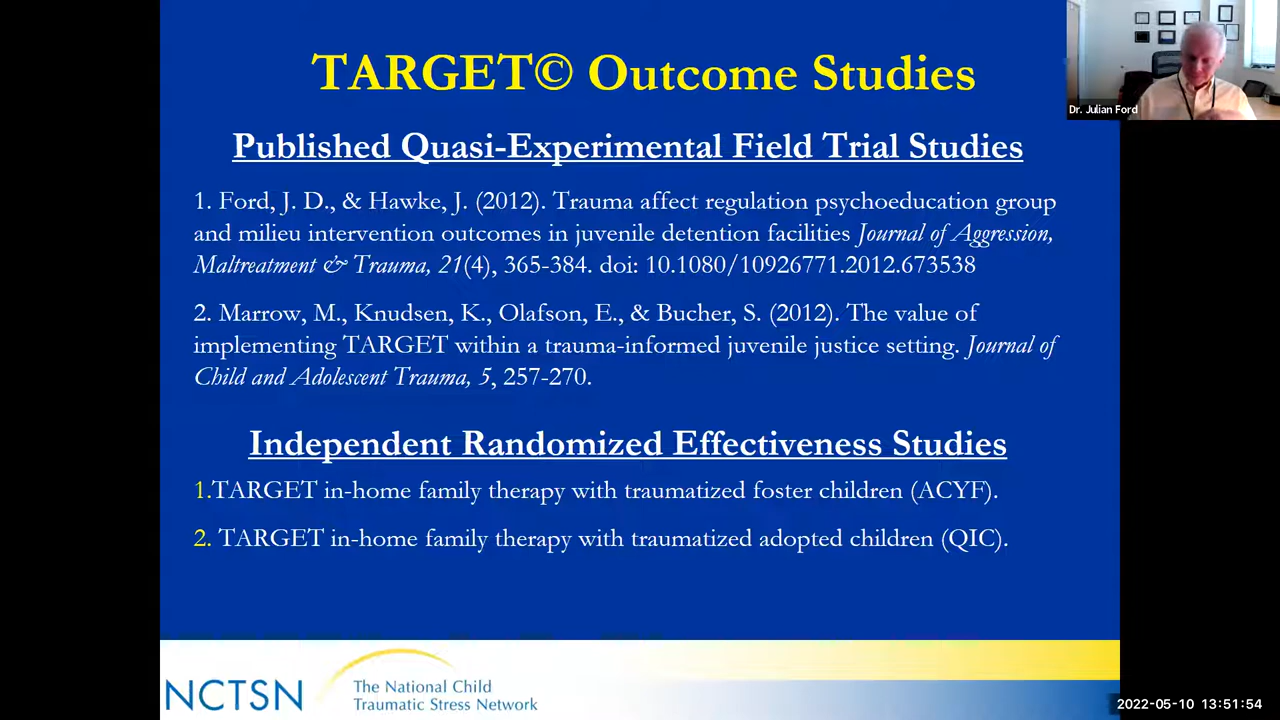 TARGET© Outcome Studies
Dr. Julian Ford
Published Quasi-Experimental Field Trial Studies
1. Ford, J. D., & Hawke, J. (2012). Trauma affect regulation psychoeducation group
and milieu intervention outcomes in juvenile detention facilities Journal of Aggression,
Maltreatment & Trauma, 21(4), 365-384. doi: 10.1080/10926771.2012.673538
2. Marrow, M., Knudsen, K., Olafson, E., & Bucher, S. (2012). The value of
implementing TARGET within a trauma-informed juvenile justice setting. Journal of
Child and Adolescent Trauma, 5, 257-270.
Independent Randomized Effectiveness Studies
1.TARGET in-home family therapy with traumatized foster children (ACYF).
2. TARGET in-home family therapy with traumatized adopted children (QIC).
NCTSN
The National Child
Traumatic Stress Network
2022-05-10 13:51:54